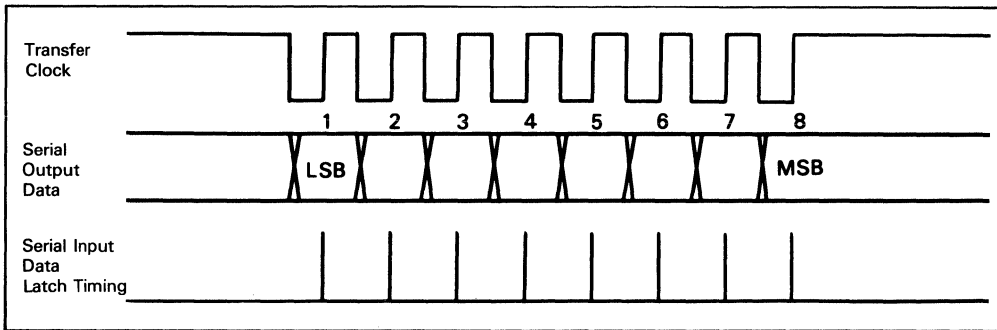 Transfer
Clock
1 2 3 4 5 6 7 8
Serial
Output
Data
LSB
MSB
Serial Input
Data
Latch Timing